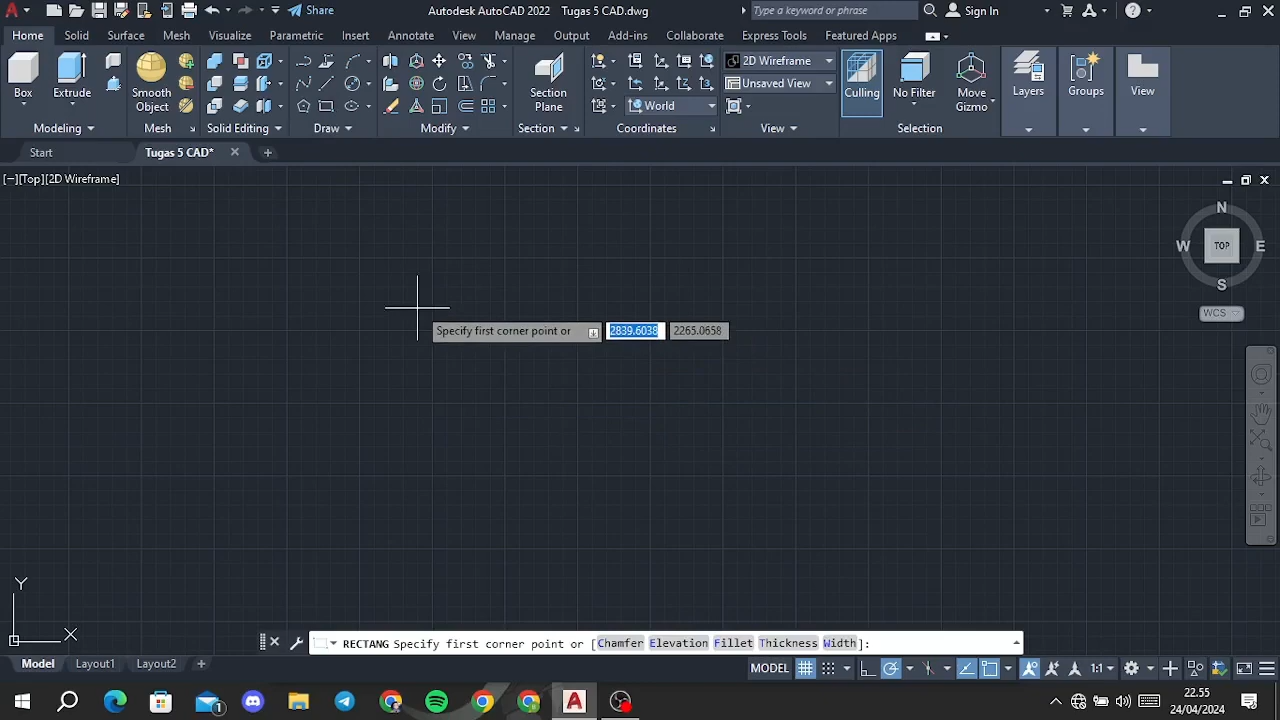 Share
Autodesk AutoCAD 2022 Tugas 5 CAD.dwg
Type a keyword or phrase
Sign In
Home Solid Surface Mesh Visualize Parametric Insert Annotate View Manage Output Add-ins Collaborate Express Tools Featured Apps
2D Wireframe
Unsaved View
World
Box Extrude Smooth Object Section Plane Culling No Filter Move Gizmo Layers Groups View
Modeling Mesh Solid Editing Draw Modify Section Coordinates View Selection
Start Tugas 5 CAD*
[−][Top][2D Wireframe]
N
W TOP E
S
WCS
Specify first corner point or 2839.6038 2265.0658
Y
X
RECTANG Specify first corner point or [Chamfer Elevation Fillet Thickness Width]:
Model Layout1 Layout2
MODEL 1:1
22.55
24/04/2024